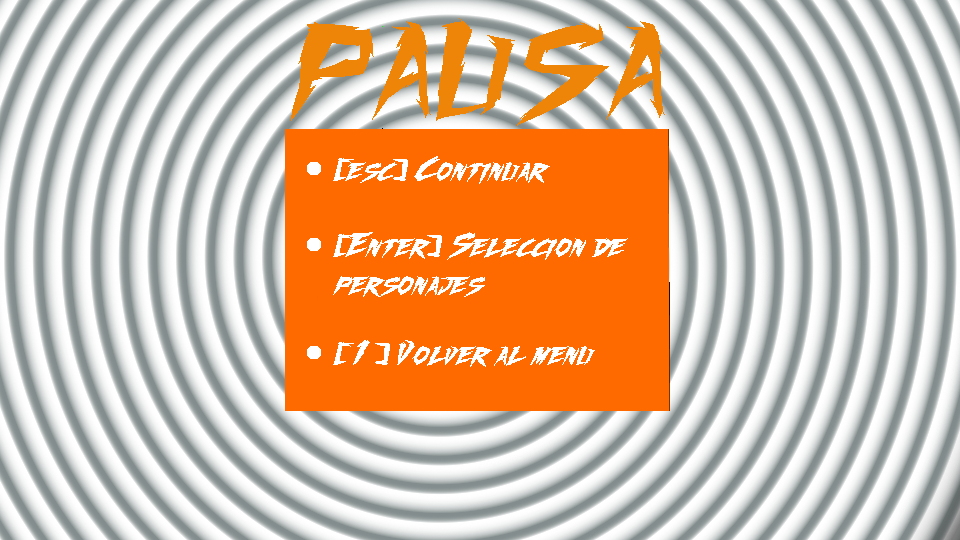 PAUSA
[esc] Continuar
[Enter] Seleccion de
personajes
[ 1 ] Volver al menu